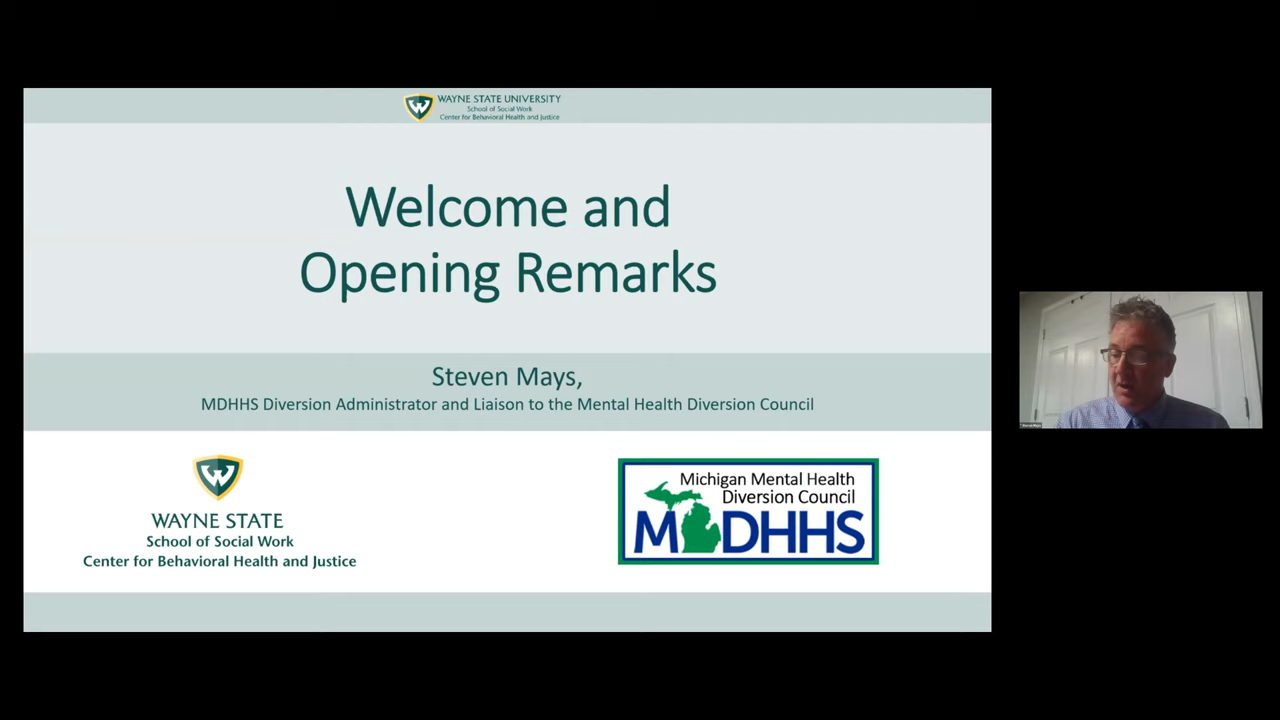 WAYNE STATE UNIVERSITY
School of Social Work
Center for Behavioral Health and Justice
Welcome and
Opening Remarks
Steven Mays,
MDHHS Diversion Administrator and Liaison to the Mental Health Diversion Council
WAYNE STATE
School of Social Work
Center for Behavioral Health and Justice
Michigan Mental Health
Diversion Council
MDHHS